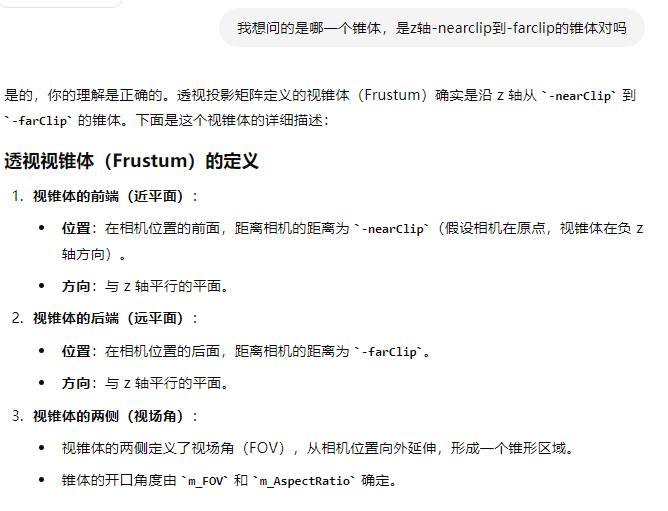 我想问的是哪一个锥体，是z轴-nearclip到-farclip的锥体对吗
是的，你的理解是正确的。透视投影矩阵定义的视锥体（Frustum）确实是沿 z 轴从 `-nearClip` 到
`-farClip` 的锥体。下面是这个视锥体的详细描述：
透视视锥体（Frustum）的定义
1. 视锥体的前端（近平面）：
• 位置：在相机位置的前面，距离相机的距离为 `-nearClip`（假设相机在原点，视锥体在负 z
轴方向）。
• 方向：与 z 轴平行的平面。
2. 视锥体的后端（远平面）：
• 位置：在相机位置的后面，距离相机的距离为 `-farClip`。
• 方向：与 z 轴平行的平面。
3. 视锥体的两侧（视场角）：
• 视锥体的两侧定义了视场角（FOV），从相机位置向外延伸，形成一个锥形区域。
• 锥体的开口角度由 `m_FOV` 和 `m_AspectRatio` 确定。